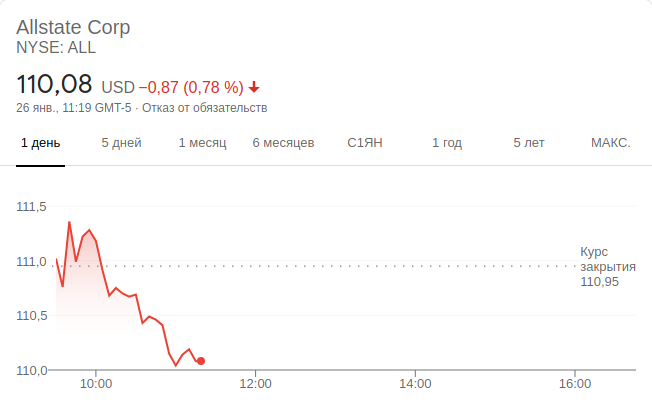 Allstate Corp
NYSE: ALL
110,08 USD −0,87 (0,78 %)
26 янв., 11:19 GMT-5 · Отказ от обязательств
1 день 5 дней 1 месяц 6 месяцев С1ЯН 1 год 5 лет МАКС.
111,5
111,0
110,5
110,0
Курс
закрытия
110,95
10:00 12:00 14:00 16:00